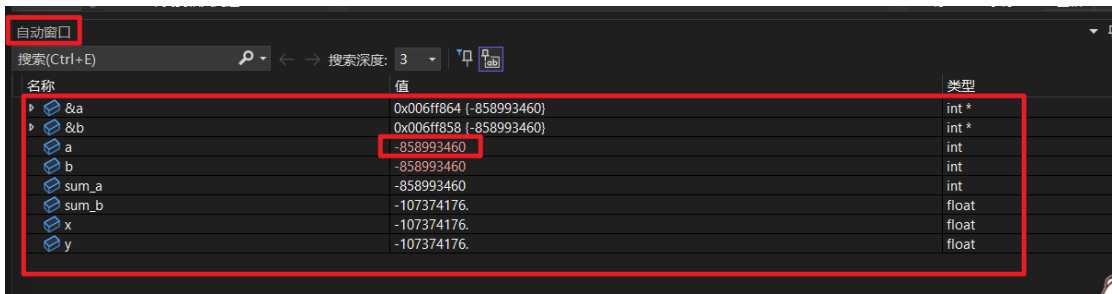 自动窗口
搜索(Ctrl+E) 搜索深度: 3
名称 值 类型
&a 0x006ff864 {-858993460} int *
&b 0x006ff858 {-858993460} int *
a -858993460 int
b -858993460 int
sum_a -858993460 int
sum_b -107374176. float
x -107374176. float
y -107374176. float